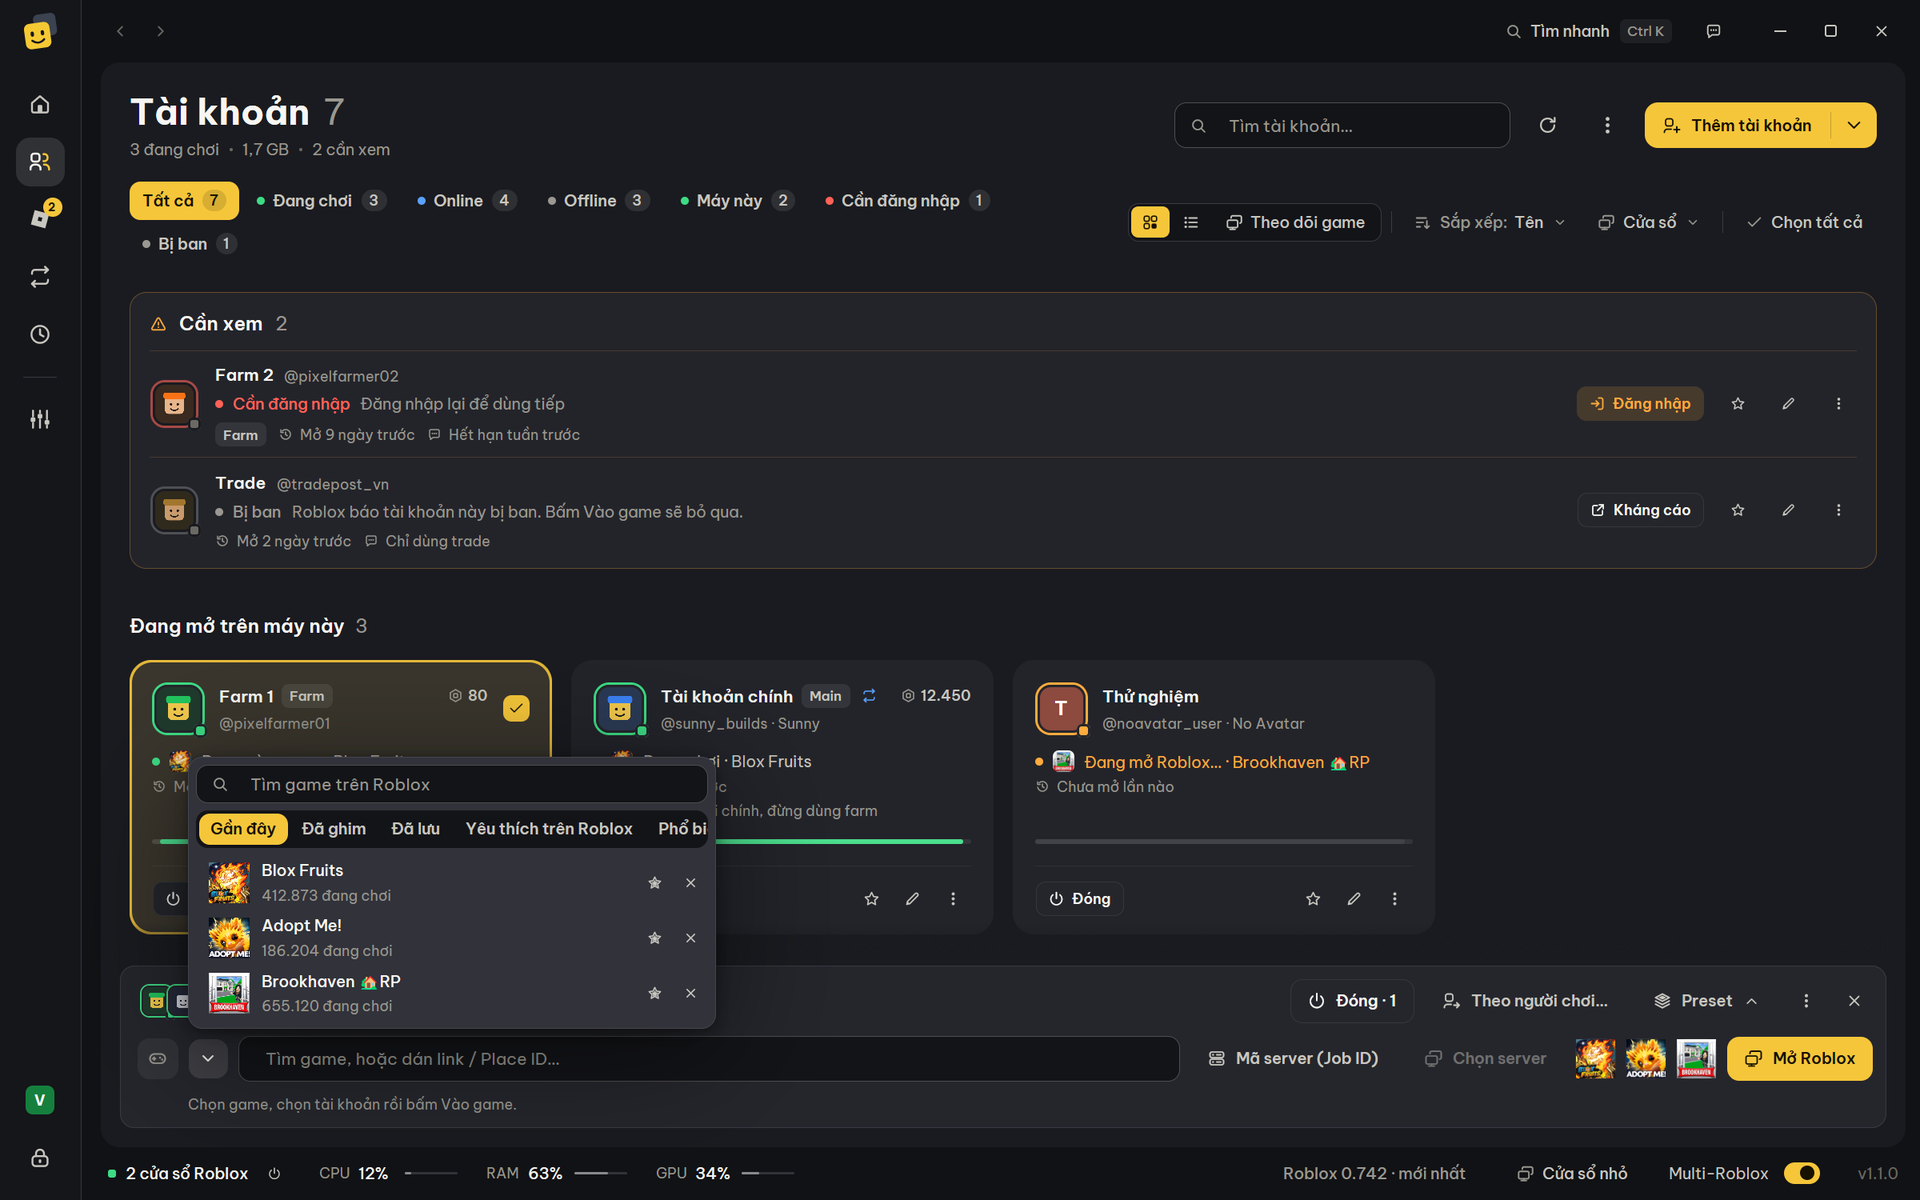 Tìm nhanh Ctrl K
Tài khoản 7
3 đang chơi • 1,7 GB • 2 cần xem
Tìm tài khoản...
Thêm tài khoản
Tất cả 7 Đang chơi 3 Online 4 Offline 3 Máy này 2 Cần đăng nhập 1
Bị ban 1
Theo dõi game
Sắp xếp: Tên
Cửa sổ
Chọn tất cả
2
Cần xem 2
Farm 2 @pixelfarmer02
Cần đăng nhập Đăng nhập lại để dùng tiếp
Farm Mở 9 ngày trước Hết hạn tuần trước
Đăng nhập
Trade @tradepost_vn
Bị ban Roblox báo tài khoản này bị ban. Bấm Vào game sẽ bỏ qua.
Mở 2 ngày trước Chỉ dùng trade
Kháng cáo
Đang mở trên máy này 3
Farm 1 Farm 80
@pixelfarmer01
Tài khoản chính Main 12.450
@sunny_builds · Sunny
· Blox Fruits
chính, đừng dùng farm
T
Thử nghiệm
@noavatar_user · No Avatar
Đang mở Roblox... · Brookhaven 🏠RP
Chưa mở lần nào
Đóng
Tìm game trên Roblox
Gần đây Đã ghim Đã lưu Yêu thích trên Roblox Phổ bi
Blox Fruits
412.873 đang chơi
Adopt Me!
186.204 đang chơi
Brookhaven 🏠RP
655.120 đang chơi
ADOPT ME!
BROOKHAVEN
Đóng · 1
Theo người chơi...
Preset
Tìm game, hoặc dán link / Place ID...
Mã server (Job ID)
Chọn server
ADOPT ME!
BROOKHAVEN
Mở Roblox
Chọn game, chọn tài khoản rồi bấm Vào game.
V
2 cửa sổ Roblox
CPU 12%
RAM 63%
GPU 34%
Roblox 0.742 · mới nhất
Cửa sổ nhỏ
Multi-Roblox
v1.1.0